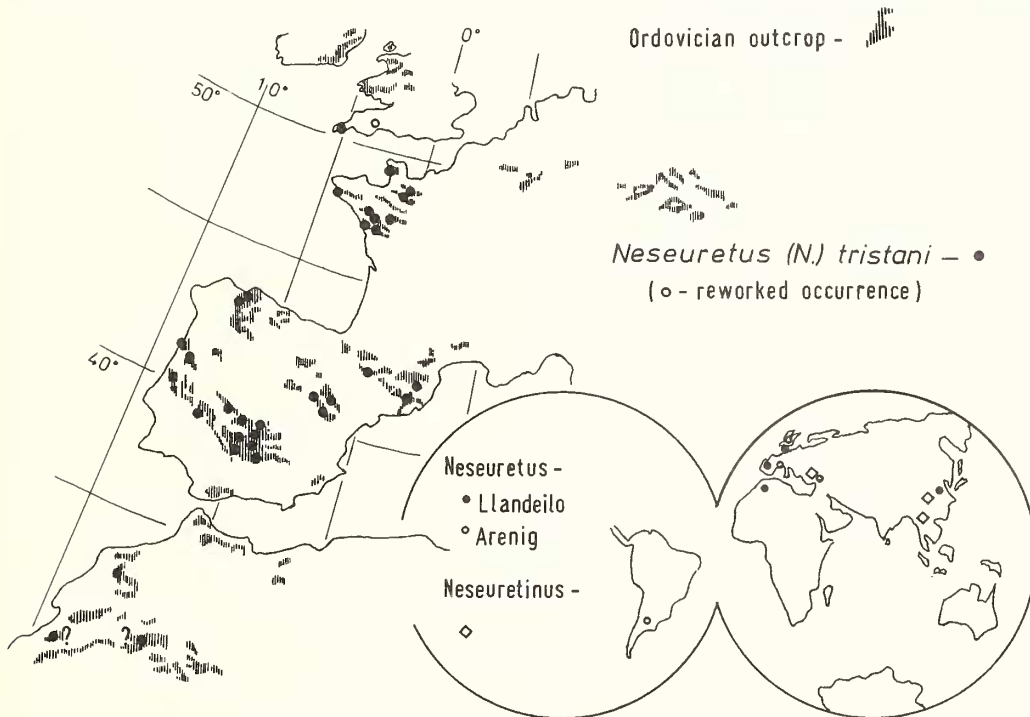 Ordovician outcrop –
0°
10°
50°
Neseuretus (N.) tristani – ●
(o - reworked occurrence)
40°
Neseuretus –
● Llandeilo
o Arenig
Neseuretinus –
◇
? ?